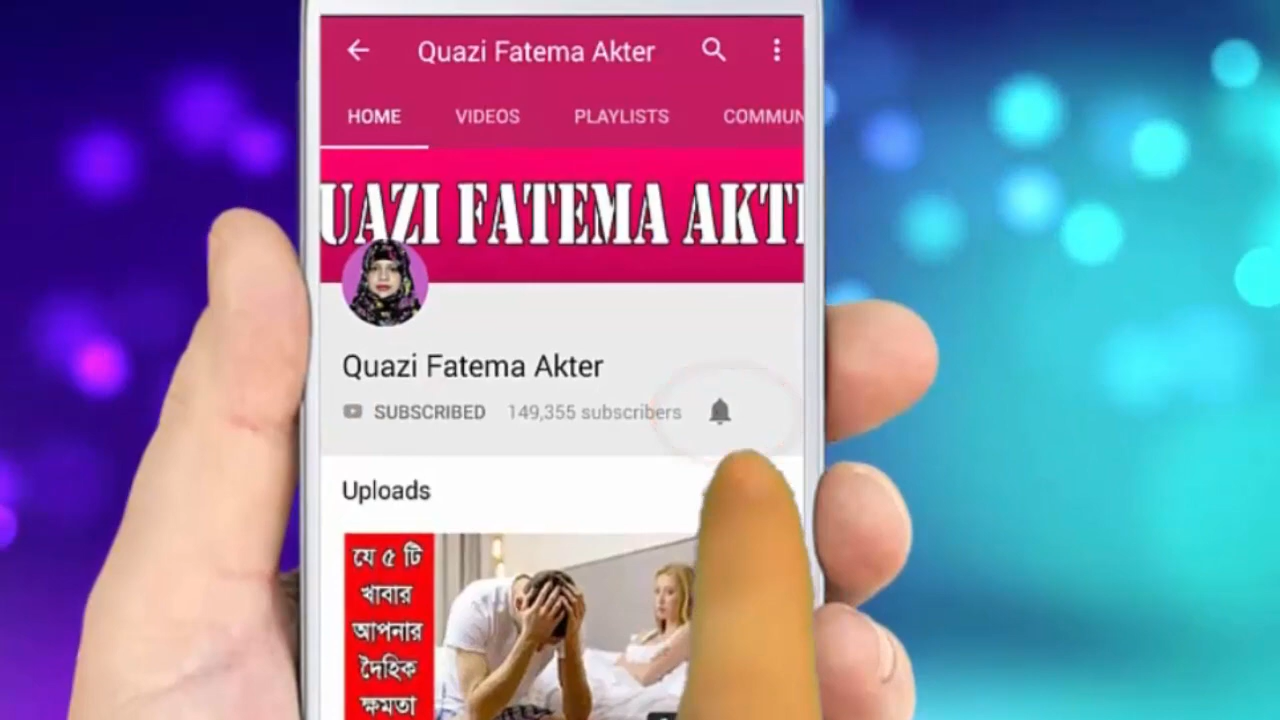 Quazi Fatema Akter
HOME VIDEOS PLAYLISTS COMMUN
UAZI FATEMA AKT
Quazi Fatema Akter
SUBSCRIBED 149,355 subscribers
Uploads
যে ৫ টি
খাবার
আপনার
দৈহিক
ক্ষমতা